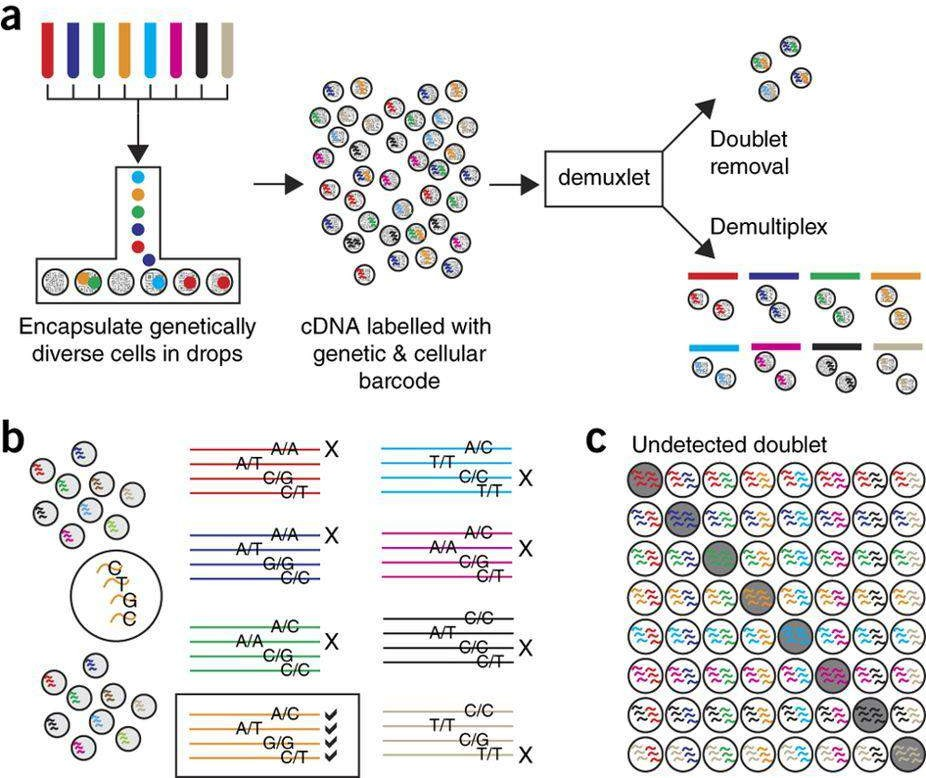 a
Doublet
removal
demuxlet
Demultiplex
Encapsulate genetically
diverse cells in drops
cDNA labelled with
genetic & cellular
barcode
b
C
T
G
C
A/A X
A/T
C/G
C/T
A/C
T/T
C/C X
T/T
A/A X
A/T
G/G
C/C
A/C
A/A X
C/G
C/T
A/C
A/A X
C/G
C/C
C/C
A/T
C/C X
C/T
A/C
A/T
G/G
C/T
C/C
T/T
C/G
T/T X
c
Undetected doublet